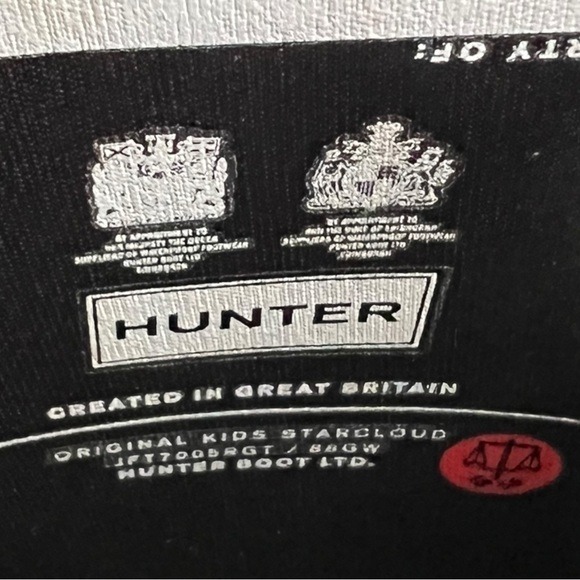 RTY OF:
BY APPOINTMENT TO
HER MAJESTY THE QUEEN
SUPPLIERS OF WATERPROOF FOOTWEAR
HUNTER BOOT LTD
EDINBURGH
BY APPOINTMENT TO
HRH THE DUKE OF EDINBURGH
SUPPLIERS OF WATERPROOF FOOTWEAR
HUNTER BOOT LTD
EDINBURGH
HUNTER
CREATED IN GREAT BRITAIN
ORIGINAL KIDS STARCLOUD
HUNTER BOOT LTD.